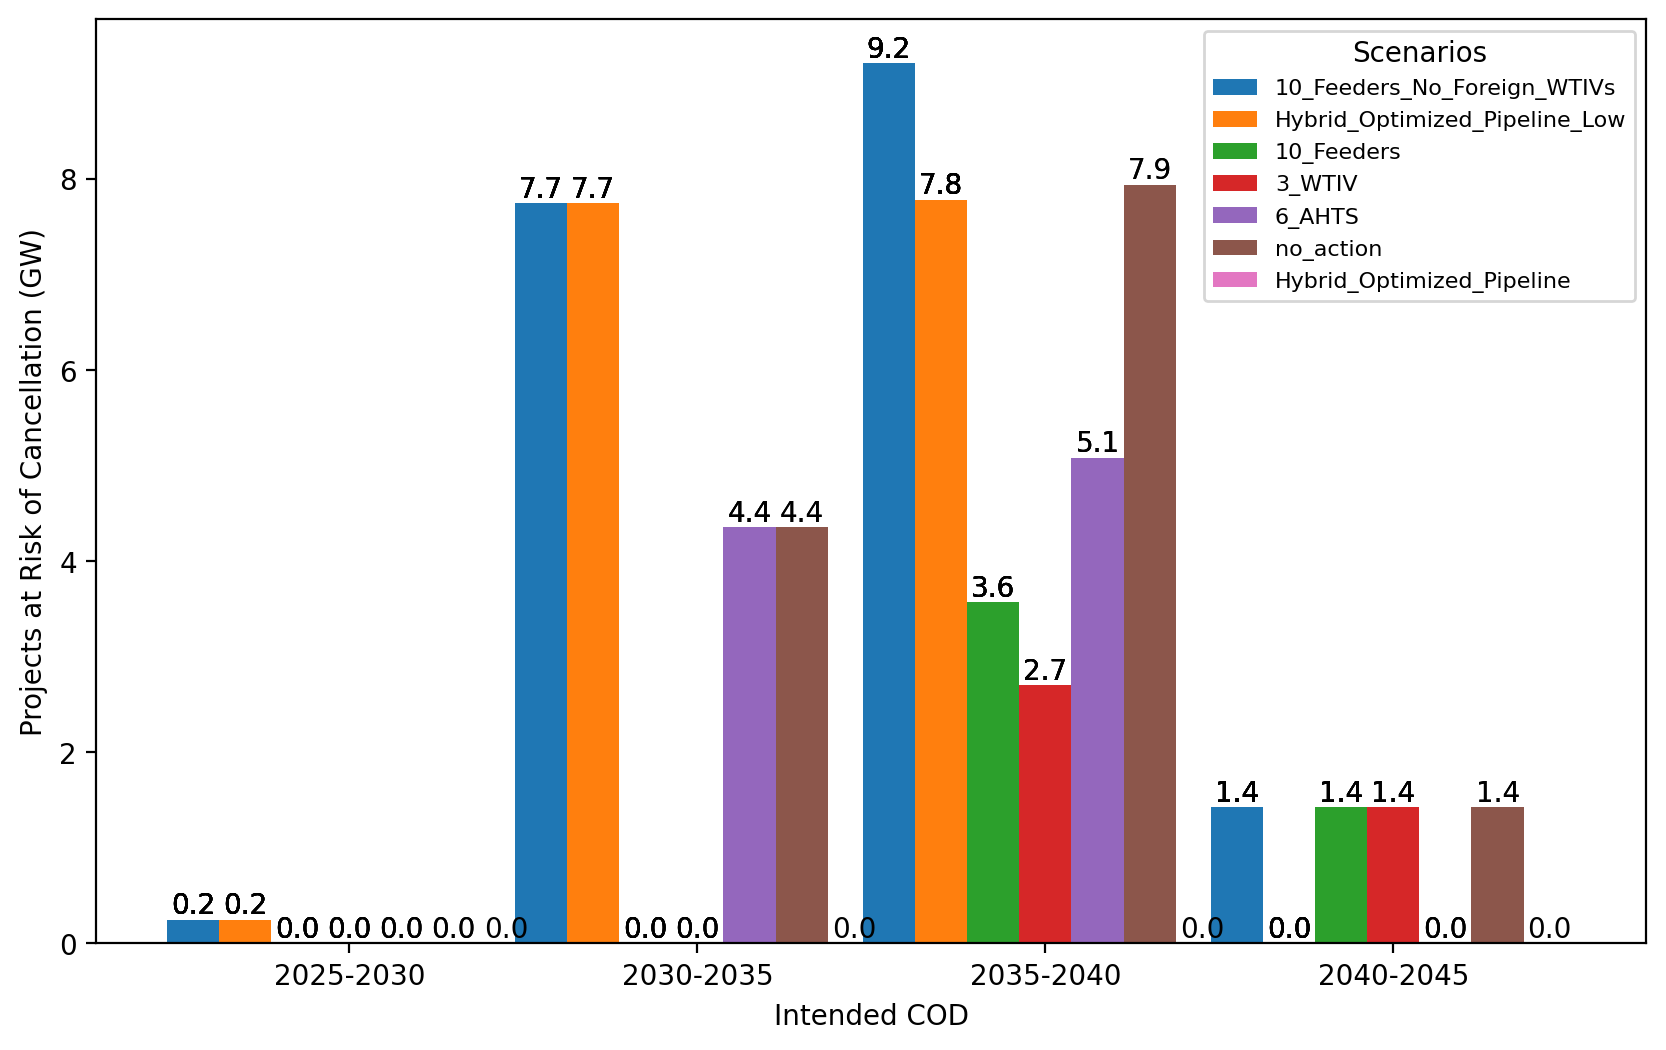 Scenarios
10_Feeders_No_Foreign_WTIVs
Hybrid_Optimized_Pipeline_Low
10_Feeders
3_WTIV
6_AHTS
no_action
Hybrid_Optimized_Pipeline
Projects at Risk of Cancellation (GW)
8
6
4
2
0
0.2 0.2 0.0 0.0 0.0 0.0 0.0
7.7 7.7 0.0 0.0 4.4 4.4 0.0
9.2 7.8 3.6 2.7 5.1 7.9 0.0
1.4 0.0 1.4 1.4 0.0 1.4 0.0
2025-2030 2030-2035 2035-2040 2040-2045
Intended COD